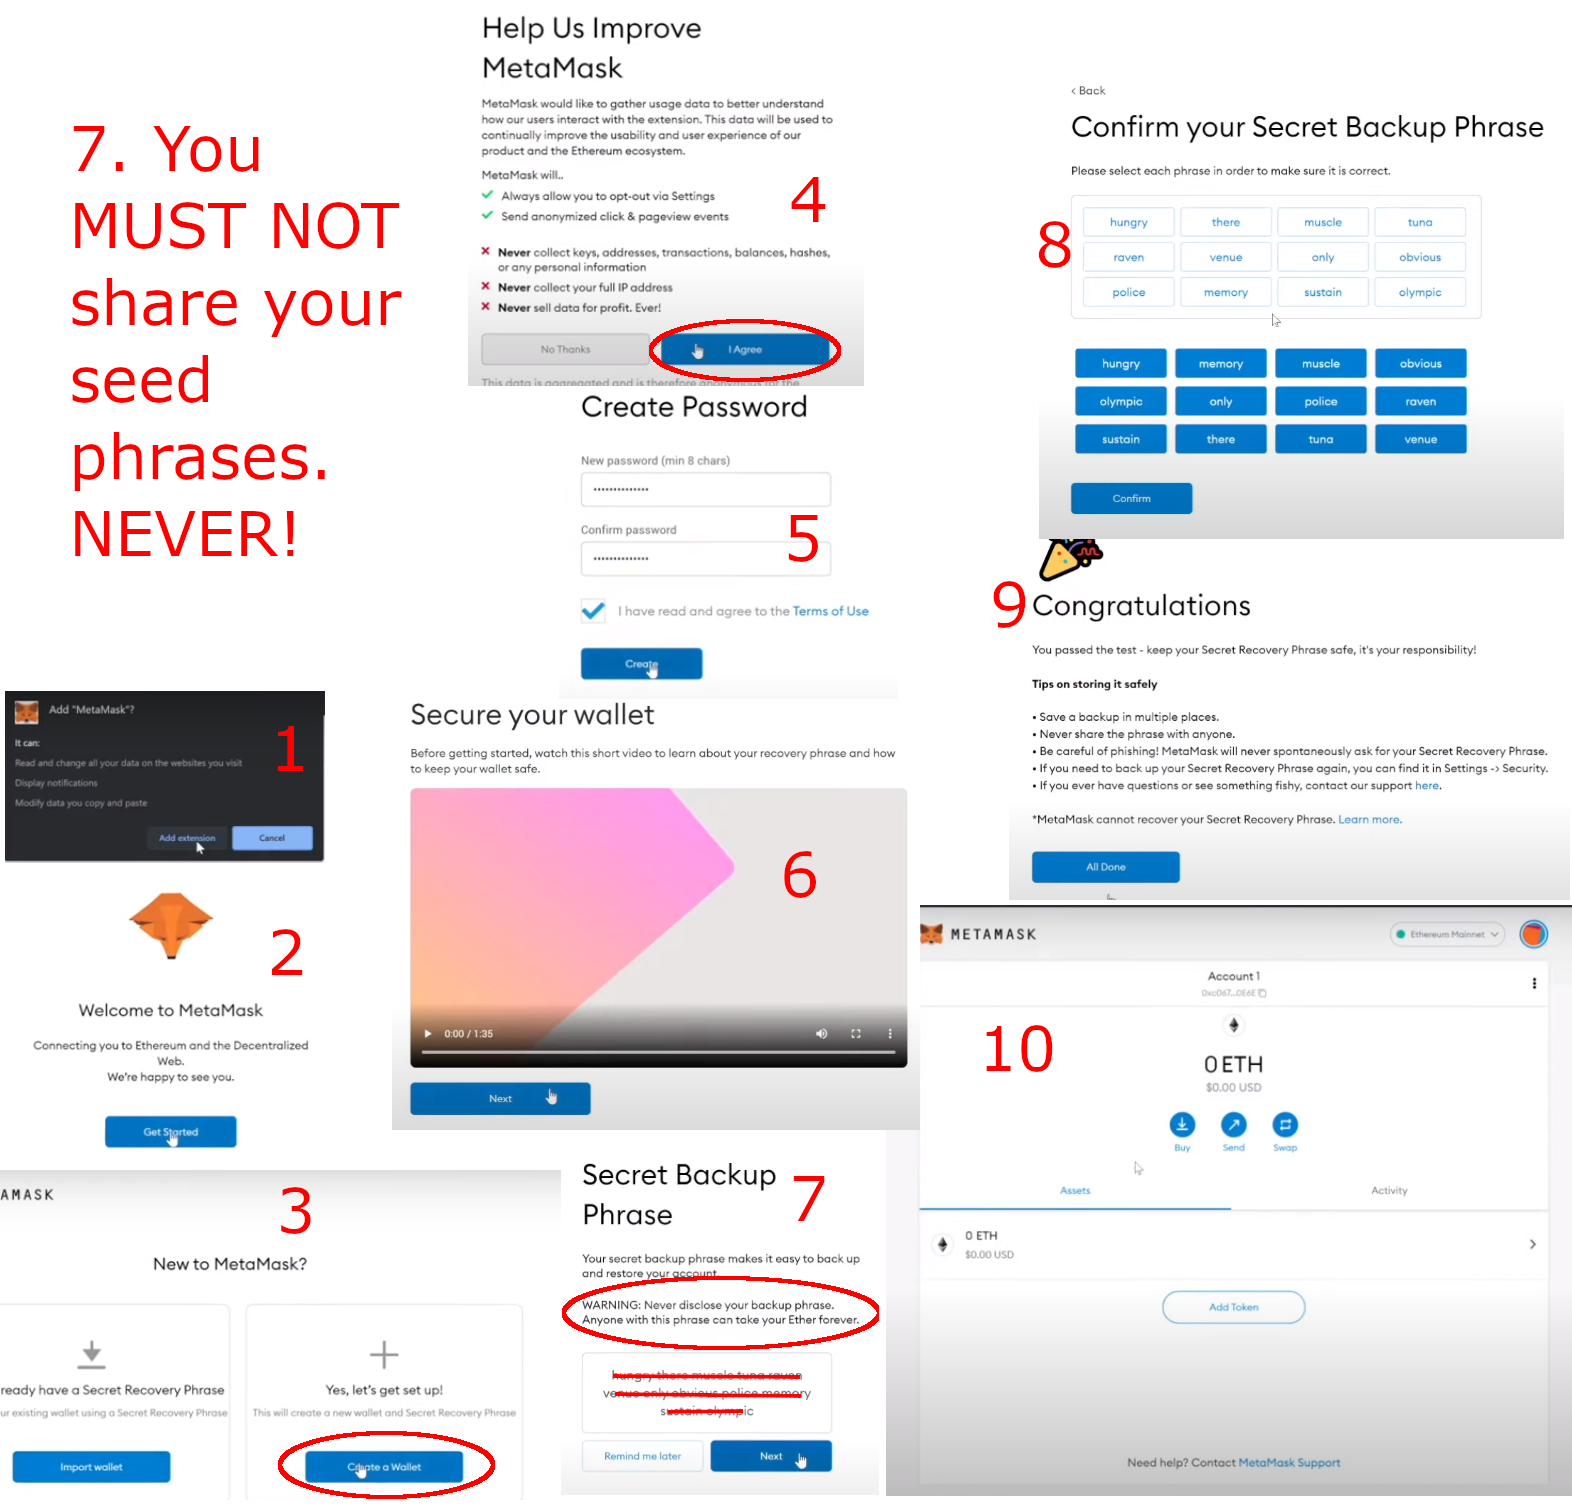 7. You
MUST NOT
share your
seed
phrases.
NEVER!
1
Add "MetaMask"?
It can:
Read and change all your data on the websites you visit
Display notifications
Modify data you copy and paste
Add extension
Cancel
2
Welcome to MetaMask
Connecting you to Ethereum and the Decentralized
Web.
We're happy to see you.
Get Started
AMASK
3
New to MetaMask?
ready have a Secret Recovery Phrase
ur existing wallet using a Secret Recovery Phrase
Import wallet
Yes, let's get set up!
This will create a new wallet and Secret Recovery Phrase
Create a Wallet
Help Us Improve
MetaMask
MetaMask would like to gather usage data to better understand
how our users interact with the extension. This data will be used to
continually improve the usability and user experience of our
product and the Ethereum ecosystem.
MetaMask will..
4
Always allow you to opt-out via Settings
Send anonymized click & pageview events
Never collect keys, addresses, transactions, balances, hashes,
or any personal information
Never collect your full IP address
Never sell data for profit. Ever!
No Thanks
I Agree
This data is aggregated and is therefore anonymous for the
Create Password
New password (min 8 chars)
Confirm password
5
I have read and agree to the Terms of Use
Create
Secure your wallet
Before getting started, watch this short video to learn about your recovery phrase and how
to keep your wallet safe.
6
0:00 / 1:35
Next
Secret Backup
Phrase
7
Your secret backup phrase makes it easy to back up
and restore your account.
WARNING: Never disclose your backup phrase.
Anyone with this phrase can take your Ether forever.
hungry there muscle tuna raven
venue only obvious police memory
sustain olympic
Remind me later
Next
< Back
Confirm your Secret Backup Phrase
Please select each phrase in order to make sure it is correct.
8
hungry there muscle tuna
raven venue only obvious
police memory sustain olympic
hungry memory muscle obvious
olympic only police raven
sustain there tuna venue
Confirm
9
Congratulations
You passed the test - keep your Secret Recovery Phrase safe, it's your responsibility!
Tips on storing it safely
• Save a backup in multiple places.
• Never share the phrase with anyone.
• Be careful of phishing! MetaMask will never spontaneously ask for your Secret Recovery Phrase.
• If you need to back up your Secret Recovery Phrase again, you can find it in Settings -> Security.
• If you ever have questions or see something fishy, contact our support here.
*MetaMask cannot recover your Secret Recovery Phrase. Learn more.
All Done
METAMASK
Ethereum Mainnet
Account 1
0xc067...0E6E
10
0 ETH
$0.00 USD
Buy Send Swap
Assets
Activity
0 ETH
$0.00 USD
Add Token
Need help? Contact MetaMask Support